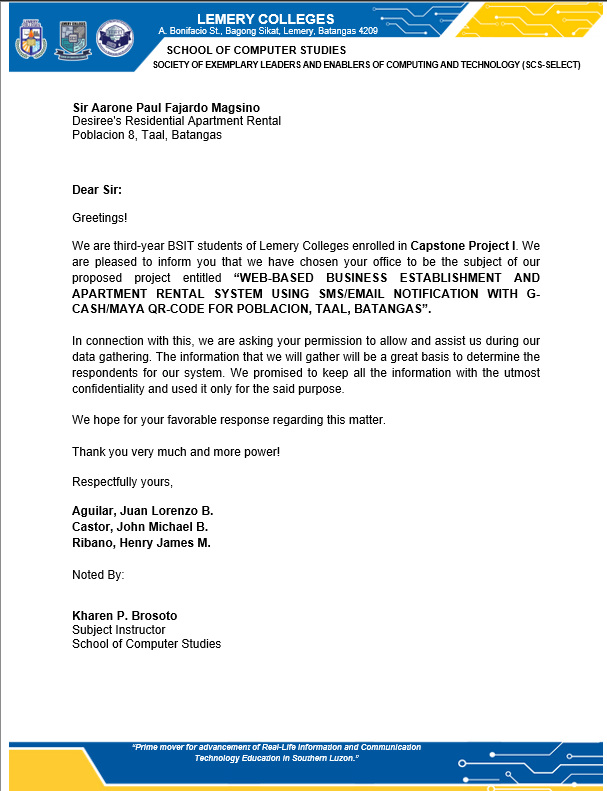 LEMERY COLLEGES
A. Bonifacio St., Bagong Sikat, Lemery, Batangas 4209
SCHOOL OF COMPUTER STUDIES
SOCIETY OF EXEMPLARY LEADERS AND ENABLERS OF COMPUTING AND TECHNOLOGY (SCS-SELECT)
Sir Aarone Paul Fajardo Magsino
Desiree's Residential Apartment Rental
Poblacion 8, Taal, Batangas
Dear Sir:
Greetings!
We are third-year BSIT students of Lemery Colleges enrolled in Capstone Project I. We
are pleased to inform you that we have chosen your office to be the subject of our
proposed project entitled “WEB-BASED BUSINESS ESTABLISHMENT AND
APARTMENT RENTAL SYSTEM USING SMS/EMAIL NOTIFICATION WITH G-
CASH/MAYA QR-CODE FOR POBLACION, TAAL, BATANGAS”.
In connection with this, we are asking your permission to allow and assist us during our
data gathering. The information that we will gather will be a great basis to determine the
respondents for our system. We promised to keep all the information with the utmost
confidentiality and used it only for the said purpose.
We hope for your favorable response regarding this matter.
Thank you very much and more power!
Respectfully yours,
Aguilar, Juan Lorenzo B.
Castor, John Michael B.
Ribano, Henry James M.
Noted By:
Kharen P. Brosoto
Subject Instructor
School of Computer Studies
“Prime mover for advancement of Real-Life Information and Communication
Technology Education in Southern Luzon.”